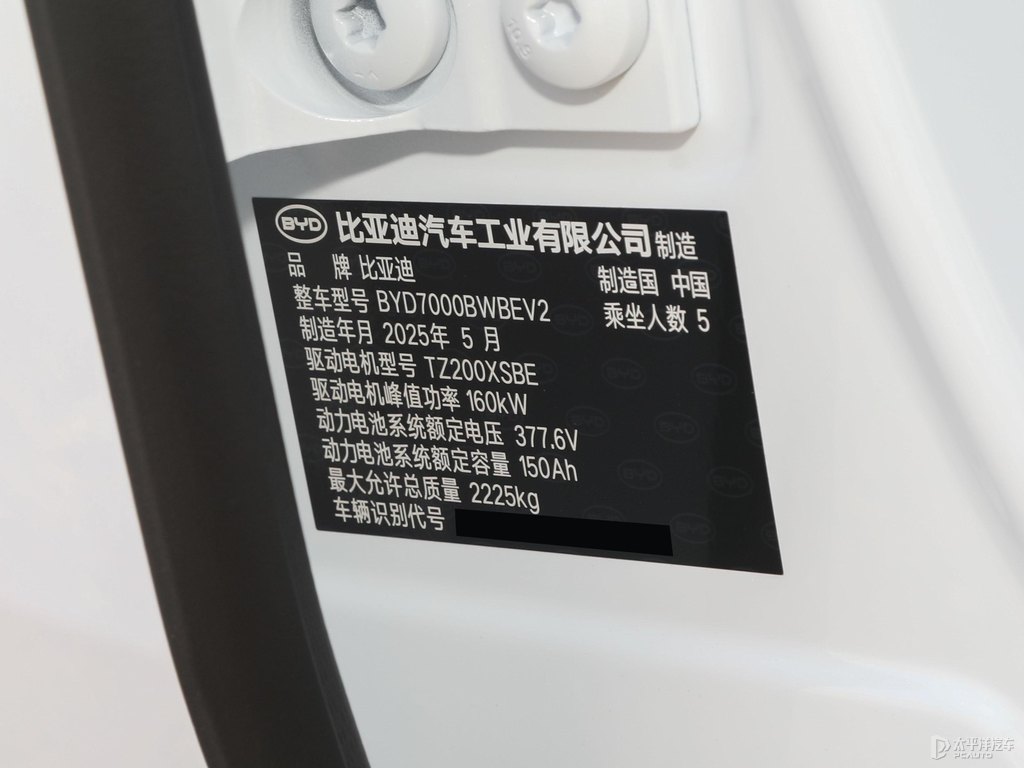 10.9
BYD 比亚迪汽车工业有限公司 制造
品 牌 比亚迪
制造国 中国
整车型号 BYD7000BWBEV2
乘坐人数 5
制造年月 2025年 5 月
驱动电机型号 TZ200XSBE
驱动电机峰值功率 160kW
动力电池系统额定电压 377.6V
动力电池系统额定容量 150Ah
最大允许总质量 2225kg
车辆识别代号
太平洋汽车
PCAUTO